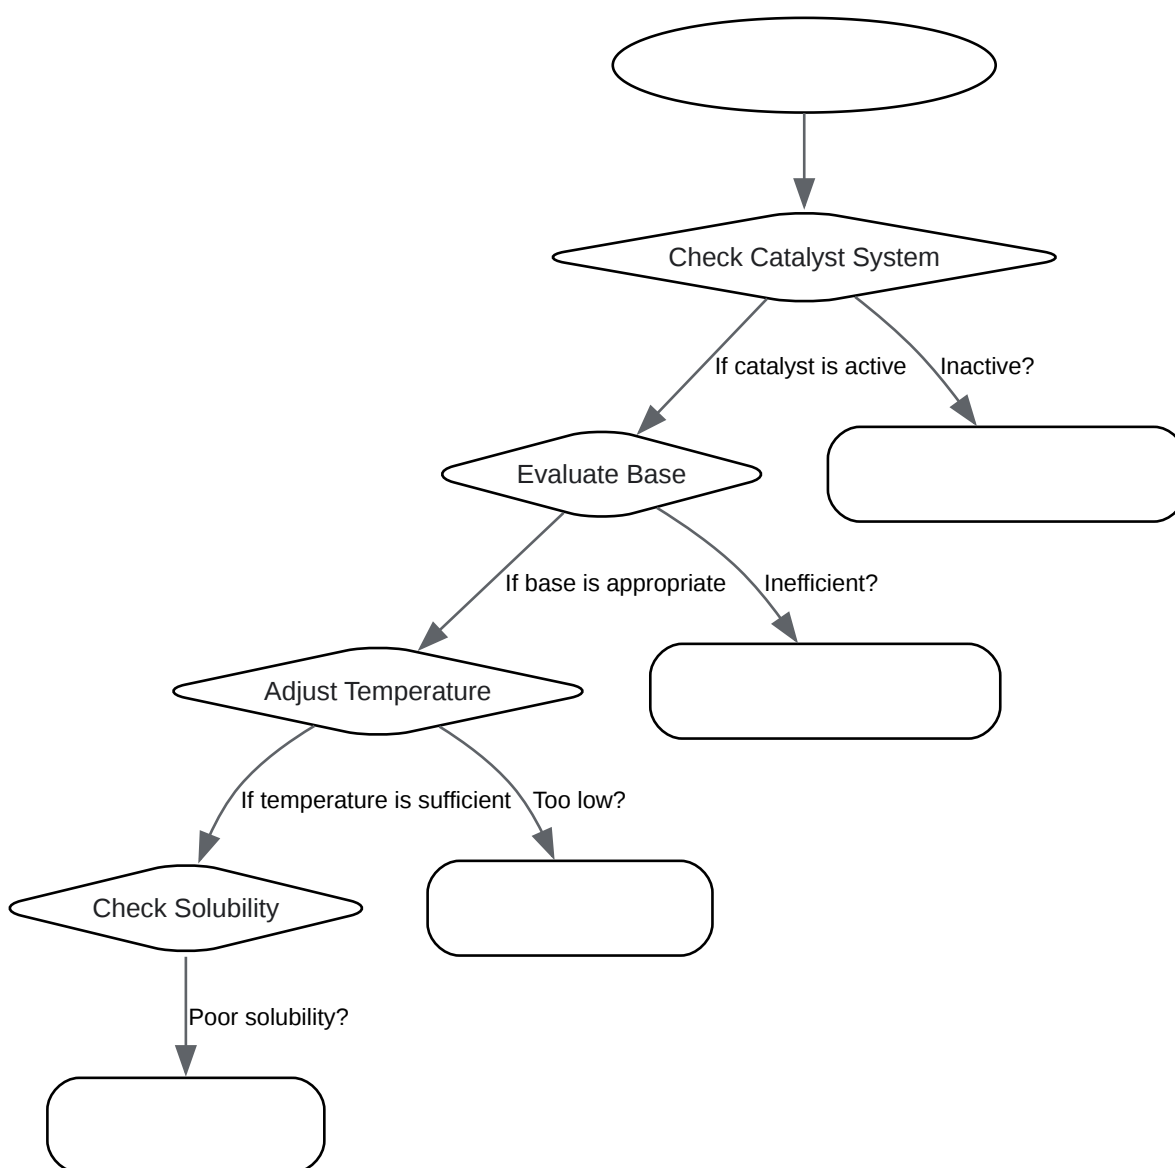 Check Catalyst System
If catalyst is active
Inactive?
Evaluate Base
If base is appropriate
Inefficient?
Adjust Temperature
If temperature is sufficient
Too low?
Check Solubility
Poor solubility?